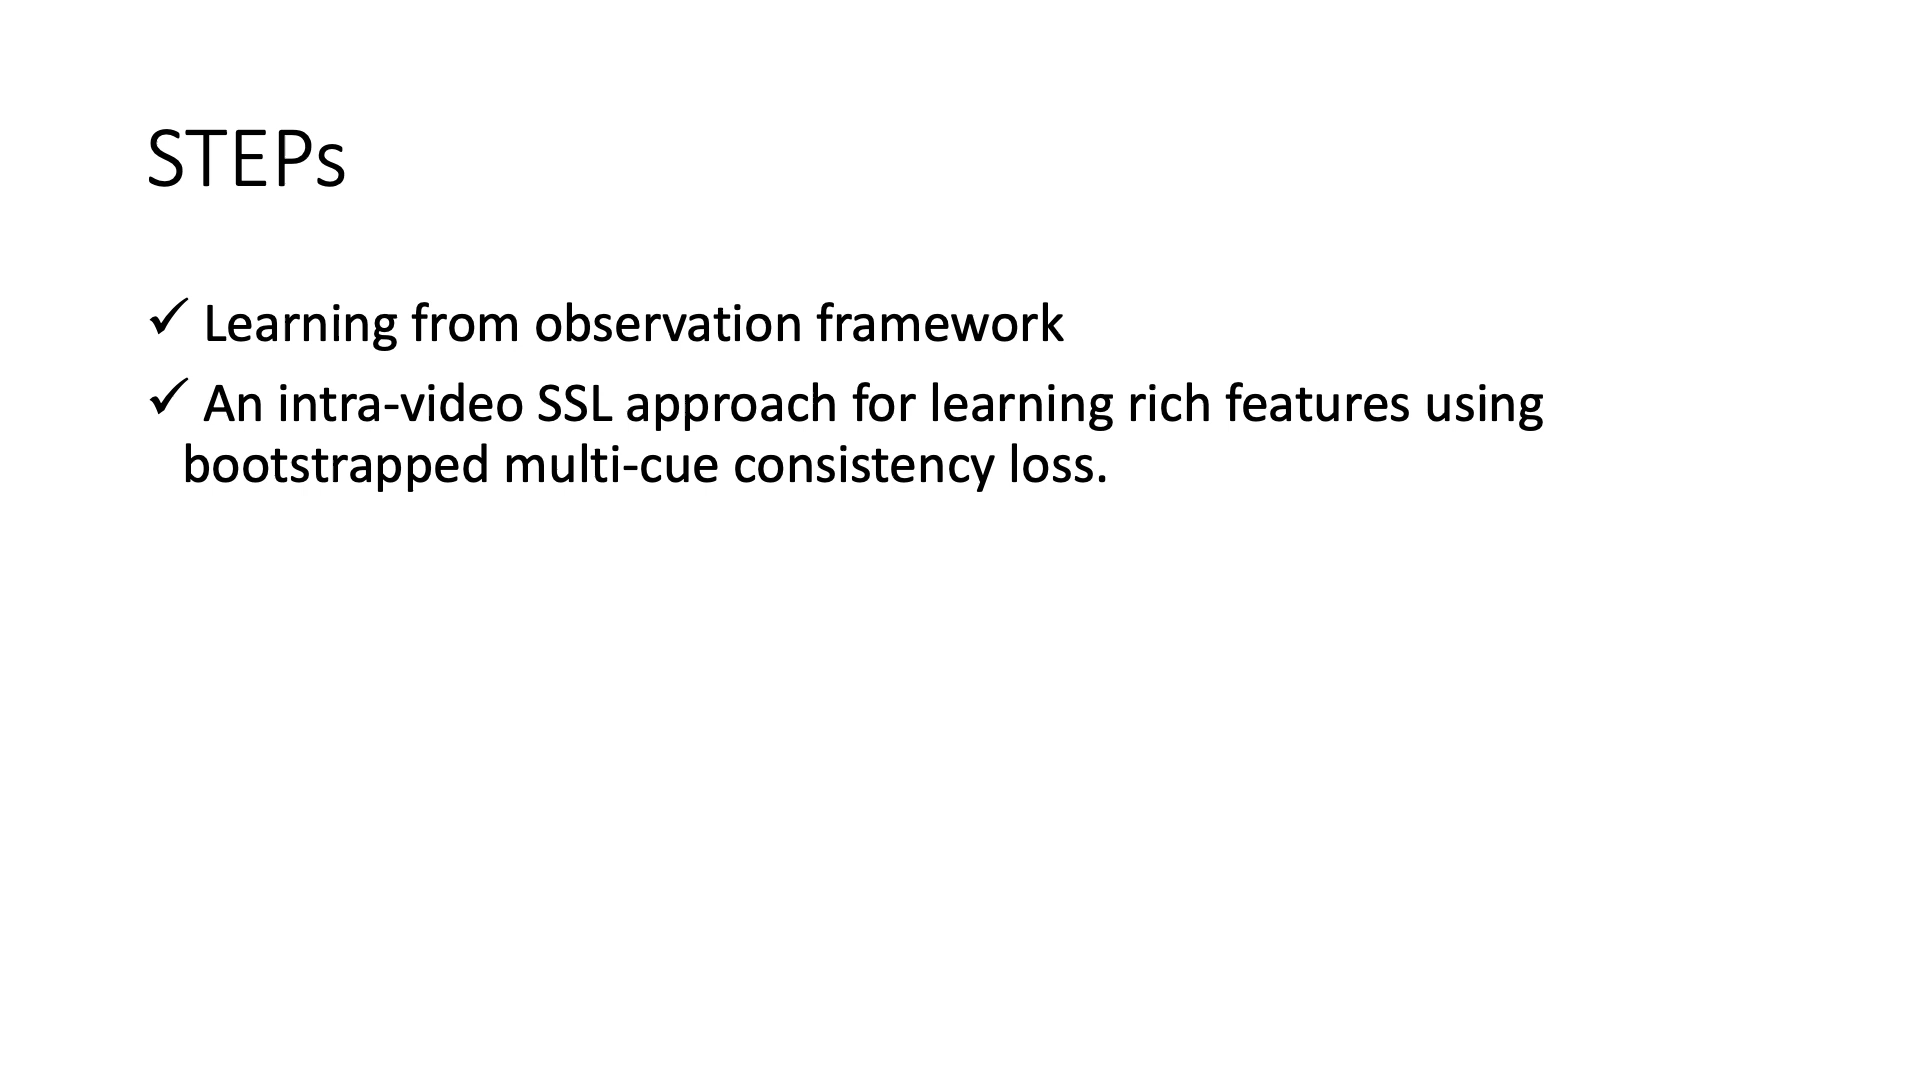 STEPs
✓ Learning from observation framework
✓ An intra-video SSL approach for learning rich features using
bootstrapped multi-cue consistency loss.